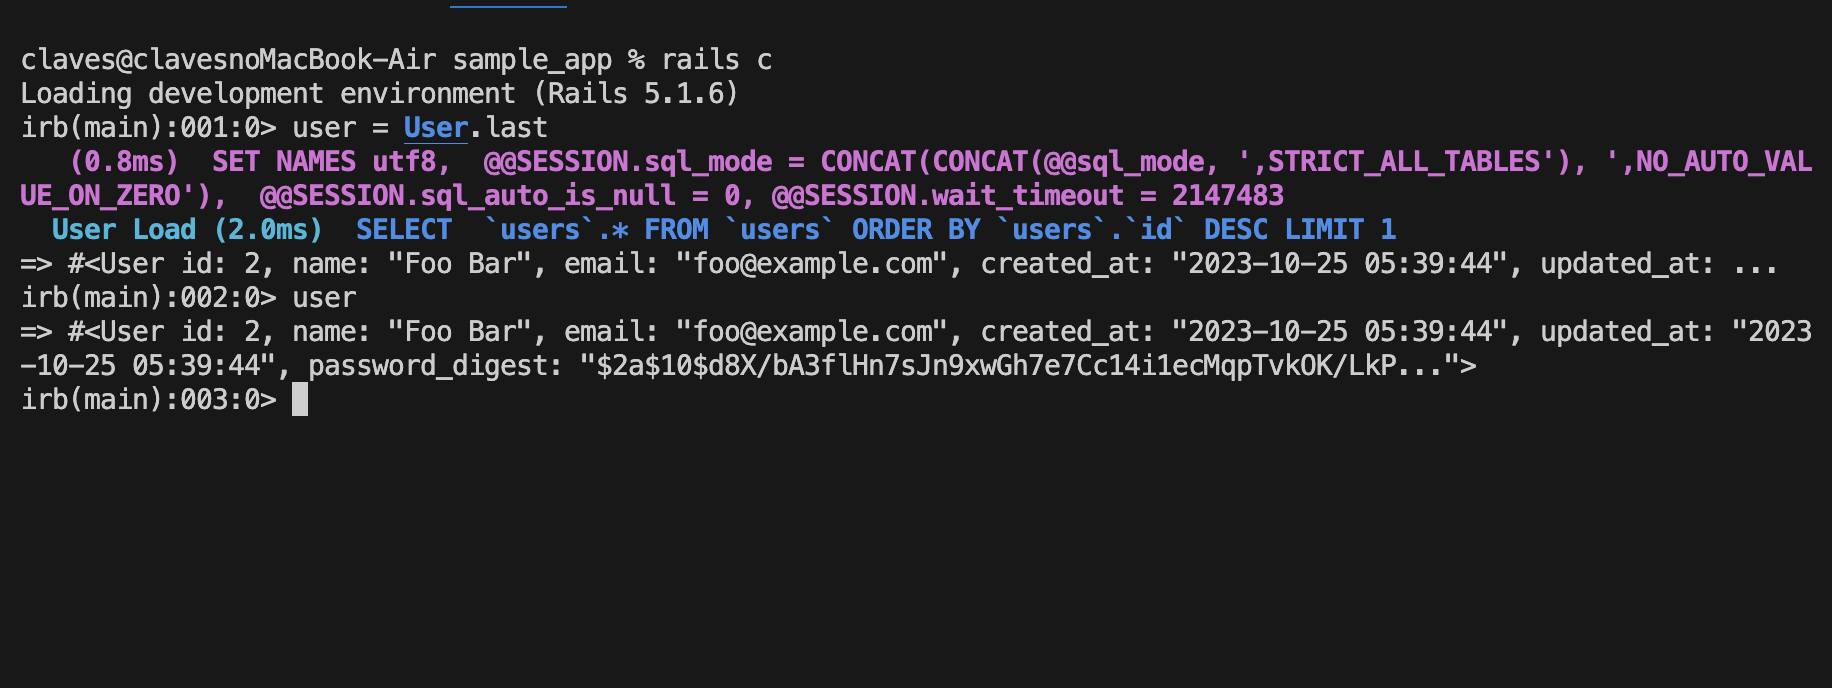 claves@clavesnoMacBook-Air sample_app % rails c
Loading development environment (Rails 5.1.6)
irb(main):001:0> user = User.last
   (0.8ms)  SET NAMES utf8,  @@SESSION.sql_mode = CONCAT(CONCAT(@@sql_mode, ',STRICT_ALL_TABLES'), ',NO_AUTO_VAL
UE_ON_ZERO'),  @@SESSION.sql_auto_is_null = 0, @@SESSION.wait_timeout = 2147483
  User Load (2.0ms)  SELECT  `users`.* FROM `users` ORDER BY `users`.`id` DESC LIMIT 1
=> #<User id: 2, name: "Foo Bar", email: "foo@example.com", created_at: "2023-10-25 05:39:44", updated_at: ...
irb(main):002:0> user
=> #<User id: 2, name: "Foo Bar", email: "foo@example.com", created_at: "2023-10-25 05:39:44", updated_at: "2023
-10-25 05:39:44", password_digest: "$2a$10$d8X/bA3flHn7sJn9xwGh7e7Cc14i1ecMqpTvkOK/LkP...">
irb(main):003:0>